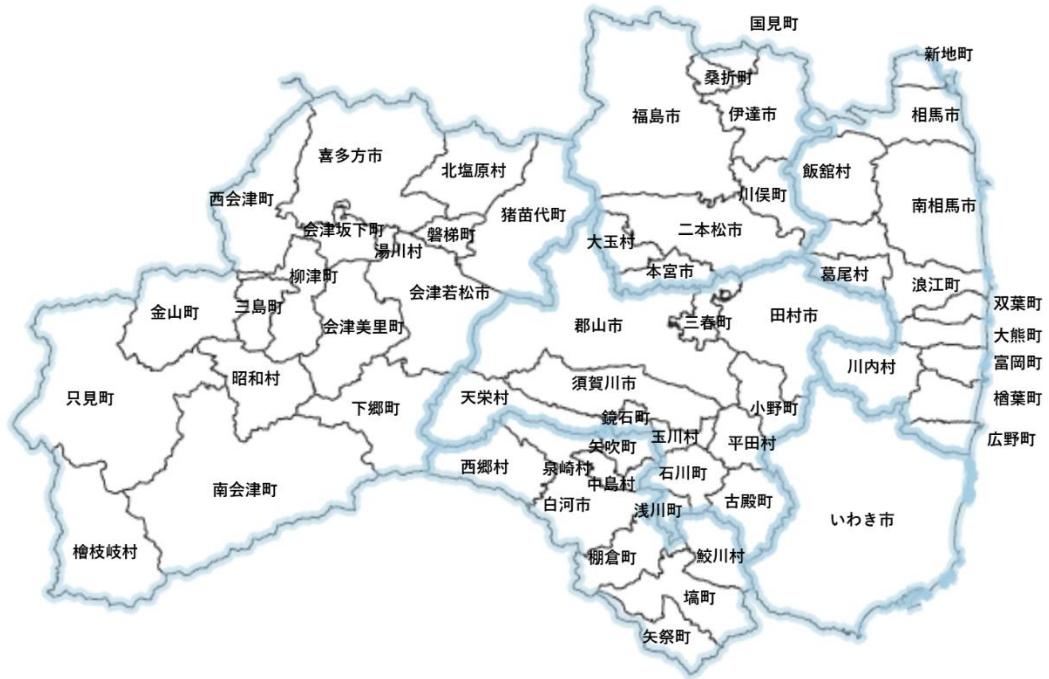 国見町
新地町
桑折町
福島市
伊達市
相馬市
喜多方市
北塩原村
飯舘村
西会津町
川俣町
南相馬市
猪苗代町
会津坂下町
磐梯町
大玉村
二本松市
湯川村
本宮市
柳津町
葛尾村
浪江町
会津若松市
双葉町
金山町
三島町
会津美里町
郡山市
三春町
田村市
大熊町
川内村
富岡町
昭和村
須賀川市
只見町
下郷町
天栄村
小野町
楢葉町
鏡石町
玉川村
平田村
広野町
矢吹町
西郷村
泉崎村
石川町
中島村
南会津町
白河市
古殿町
浅川町
いわき市
檜枝岐村
棚倉町
鮫川村
塙町
矢祭町